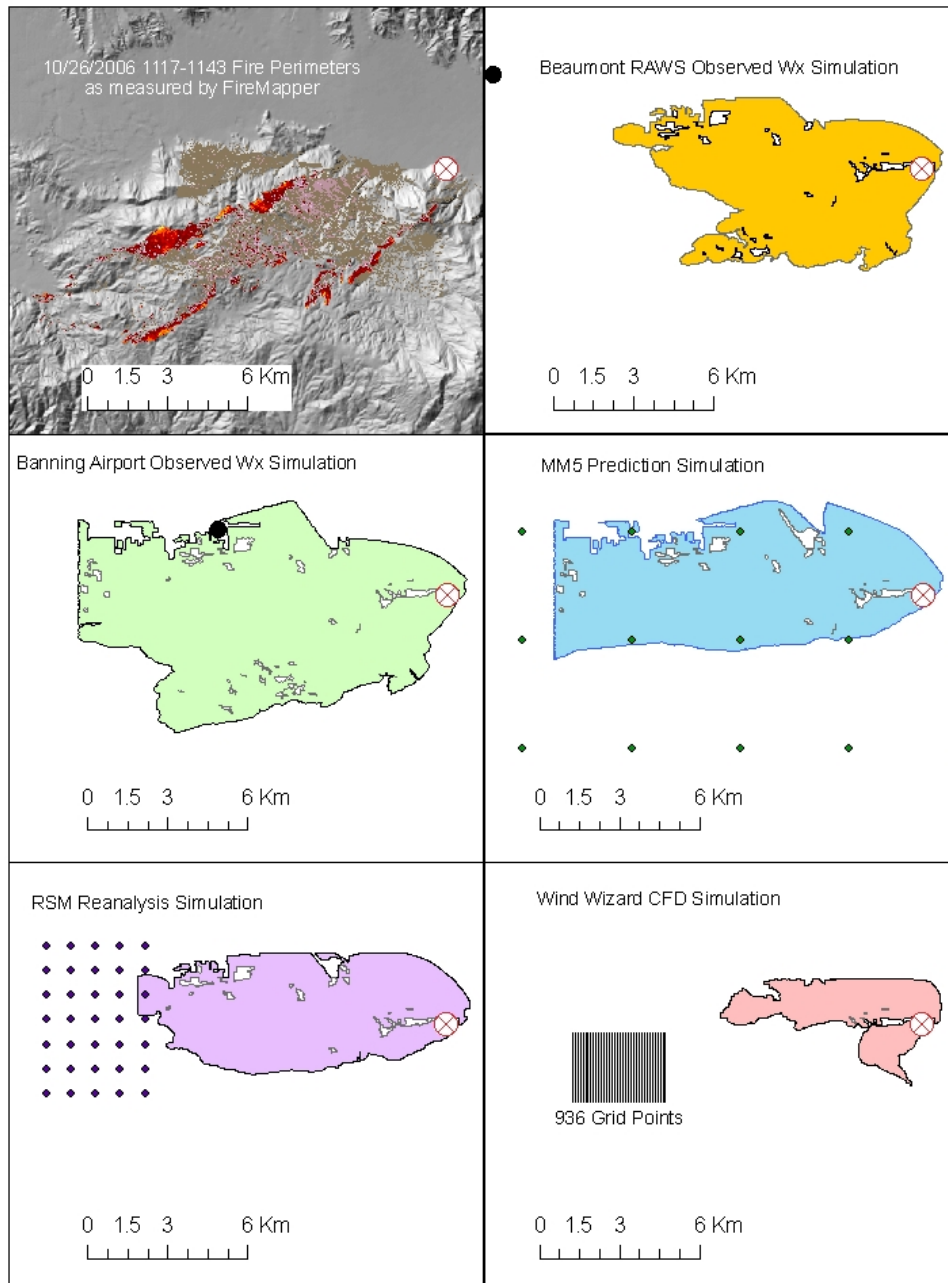 10/26/2006 1117-1143 Fire Perimeters
as measured by FireMapper
0 1.5 3 6 Km
Beaumont RAWS Observed Wx Simulation
0 1.5 3 6 Km
Banning Airport Observed Wx Simulation
0 1.5 3 6 Km
MM5 Prediction Simulation
0 1.5 3 6 Km
RSM Reanalysis Simulation
0 1.5 3 6 Km
Wind Wizard CFD Simulation
936 Grid Points
0 1.5 3 6 Km